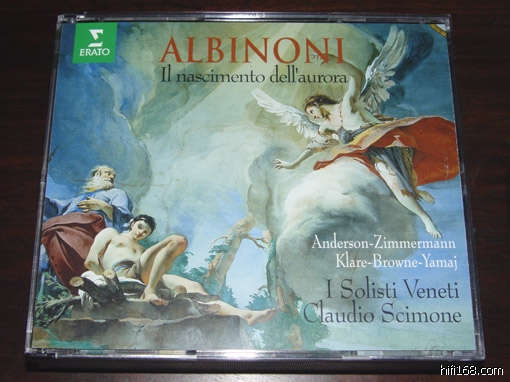 ERATO
ALBINONI
Il nascimento dell'aurora
Anderson-Zimmermann
Klare-Browne-Yamaj
I Solisti Veneti
Claudio Scimone
hifi168.com